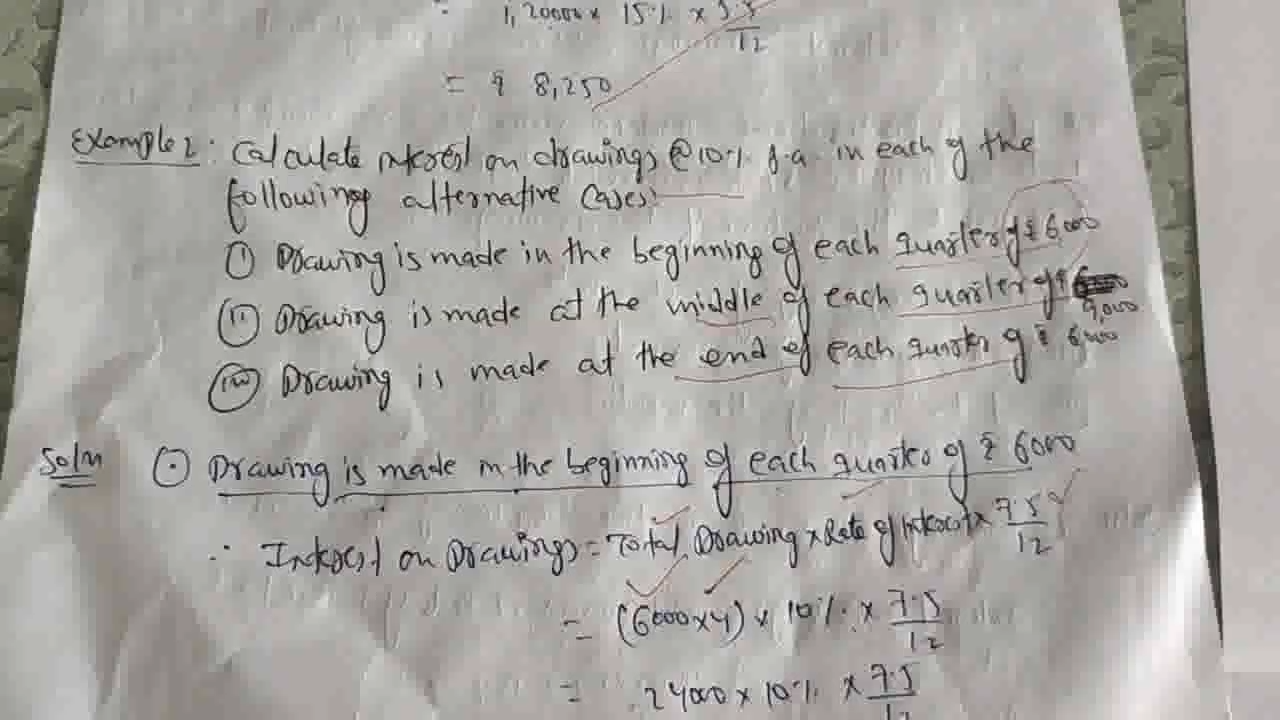 1,20000 x 15% x 5.5/12
= ₹ 8,250
Example 2: Calculate interest on drawings @ 10% p.a. in each of the
following alternative cases:
(i) Drawing is made in the beginning of each quarter of ₹ 6000
(ii) Drawing is made at the middle of each quarter of ₹ 9,000
(iii) Drawing is made at the end of each quarter of ₹ 6000
Soln (i) Drawing is made in the beginning of each quarter of ₹ 6000
∴ Interest on Drawings = Total Drawing x Rate of interest x 7.5/12
= (6000x4) x 10% x 7.5/12
= 24000 x 10% x 7.5/12